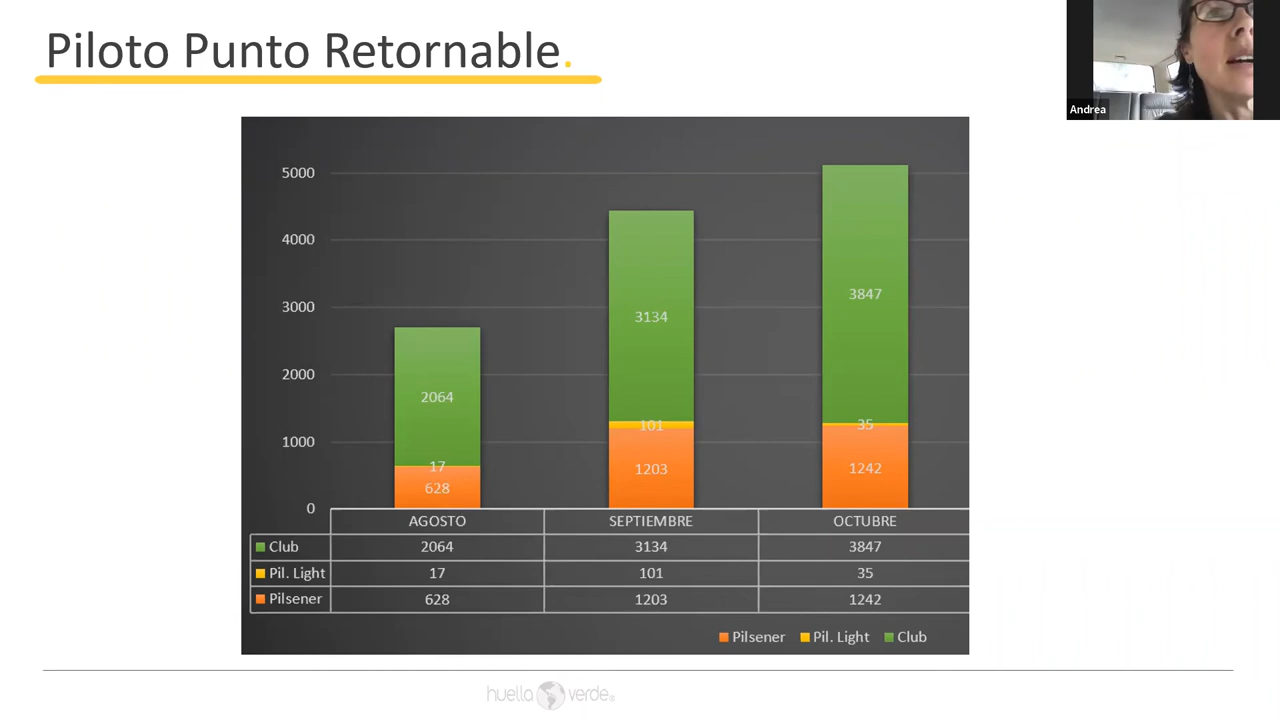 Piloto Punto Retornable.
Andrea
5000
4000
3000
2000
1000
0
2064
17
628
3134
101
1203
3847
35
1242
AGOSTO SEPTIEMBRE OCTUBRE
Club 2064 3134 3847
Pil. Light 17 101 35
Pilsener 628 1203 1242
Pilsener Pil. Light Club
huella verde